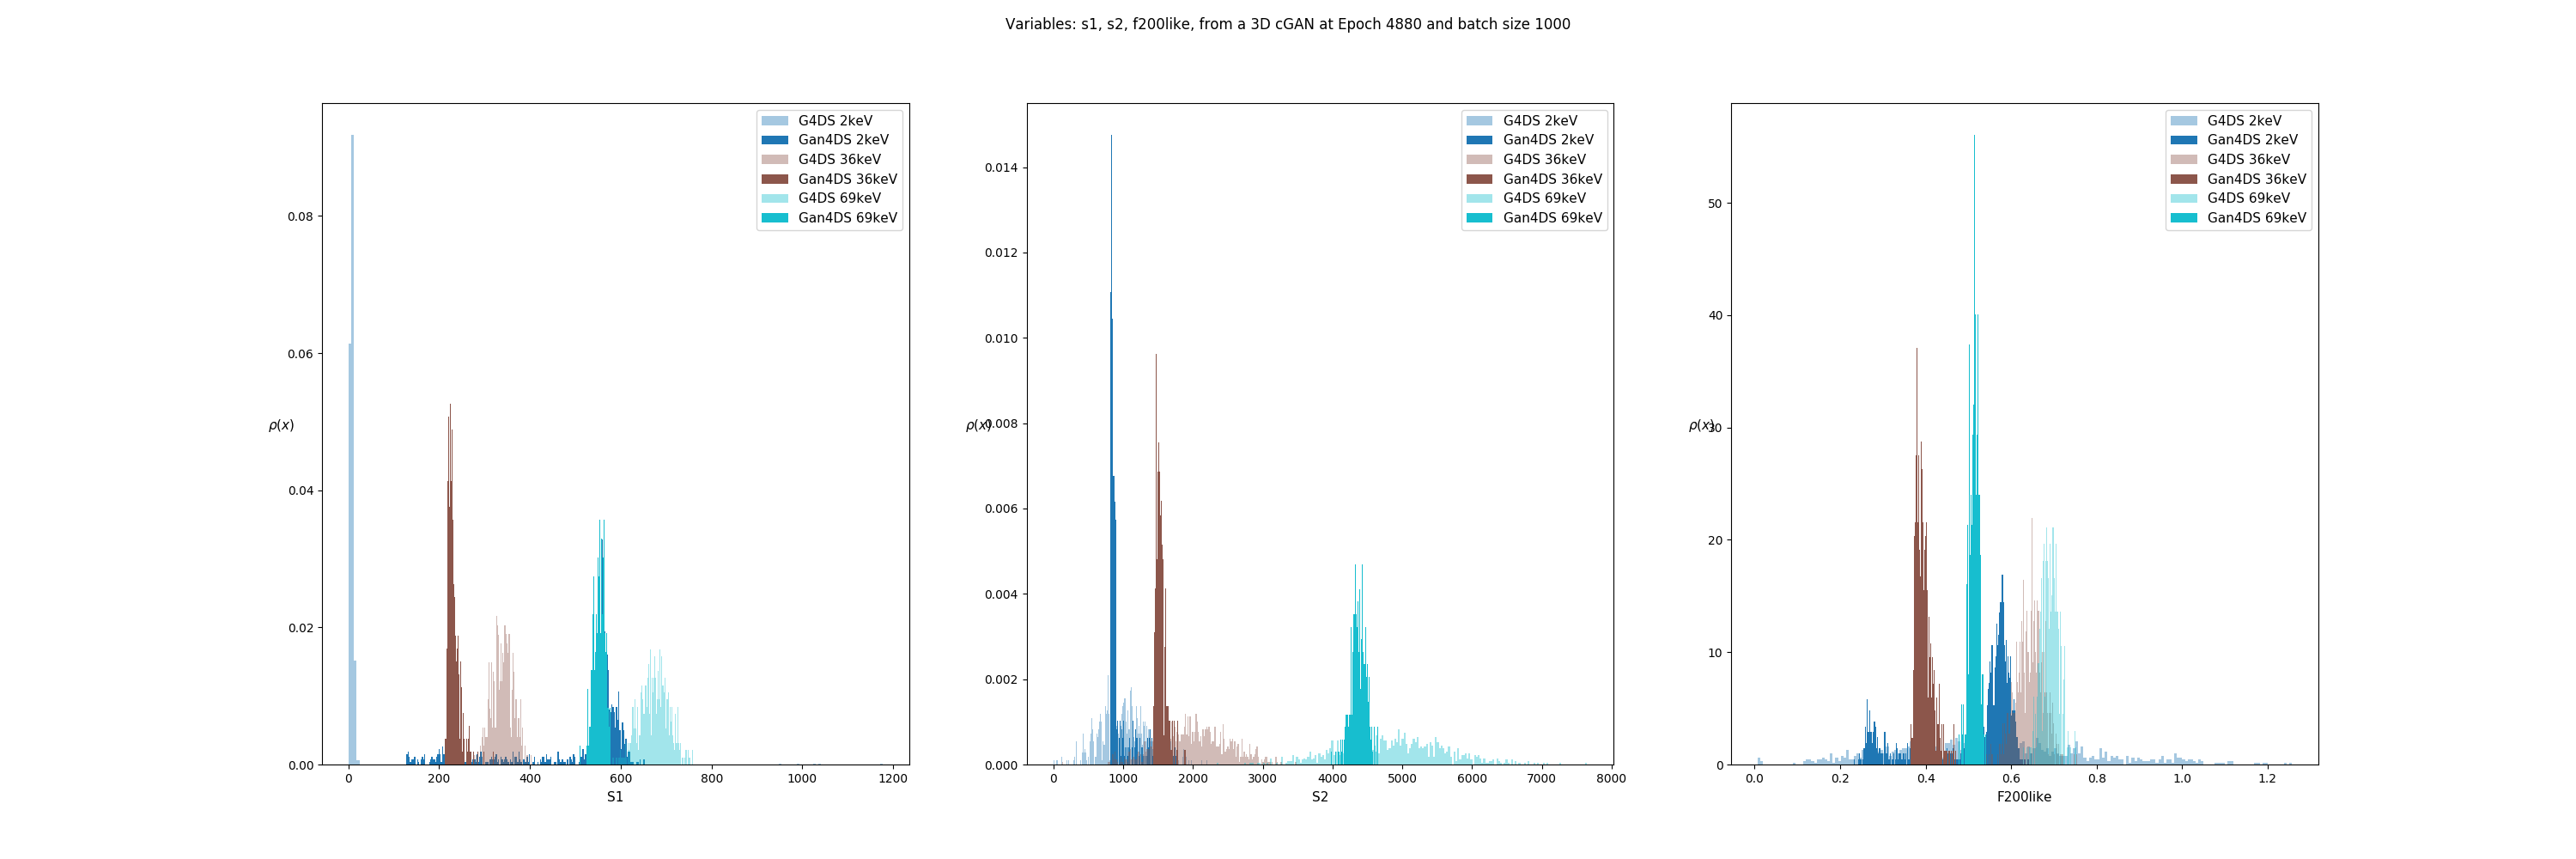 Variables: s1, s2, f200like, from a 3D cGAN at Epoch 4880 and batch size 1000
G4DS 2keV
Gan4DS 2keV
G4DS 36keV
Gan4DS 36keV
G4DS 69keV
Gan4DS 69keV
0.08
0.06
ρ(x)
0.04
0.02
0.00
0 200 400 600 800 1000 1200
S1
G4DS 2keV
Gan4DS 2keV
G4DS 36keV
Gan4DS 36keV
G4DS 69keV
Gan4DS 69keV
0.014
0.012
0.010
ρ(x)
0.008
0.006
0.004
0.002
0.000
0 1000 2000 3000 4000 5000 6000 7000 8000
S2
G4DS 2keV
Gan4DS 2keV
G4DS 36keV
Gan4DS 36keV
G4DS 69keV
Gan4DS 69keV
50
40
ρ(x)
30
20
10
0
0.0 0.2 0.4 0.6 0.8 1.0 1.2
F200like